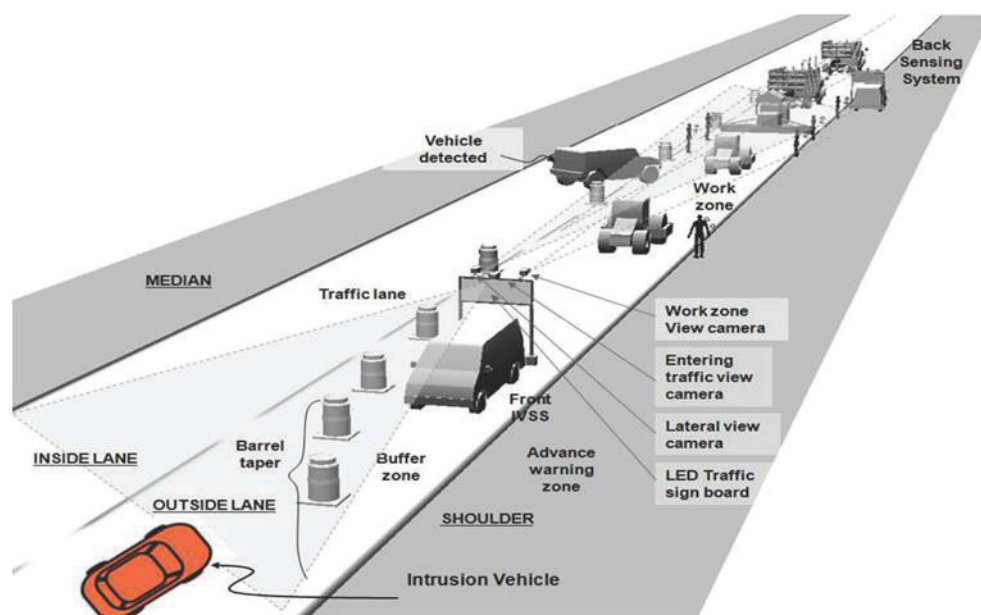 Back
Sensing
System
Vehicle
detected
Work
zone
MEDIAN
Traffic lane
Work zone
View camera
Entering
traffic view
camera
Front
IVSS
Lateral view
camera
Barrel
taper
INSIDE LANE
Buffer
zone
Advance
warning
zone
LED Traffic
sign board
OUTSIDE LANE
SHOULDER
Intrusion Vehicle